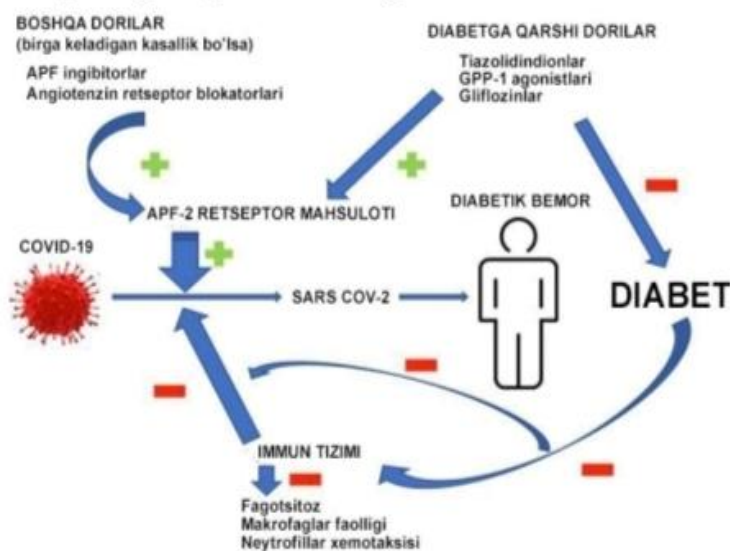 BOSHQA DORILAR
(birga keladigan kasallik bo'lsa)
APF ingibitorlar
Angiotenzin retseptor blokatorlari
DIABETGA QARSHI DORILAR
Tiazolidindionlar
GPP-1 agonistlari
Gliflozinlar
APF-2 RETSEPTOR MAHSULOTI
DIABETIK BEMOR
COVID-19
SARS COV-2
DIABET
IMMUN TIZIMI
Fagotsitoz
Makrofaglar faolligi
Neytrofillar xemotaksisi